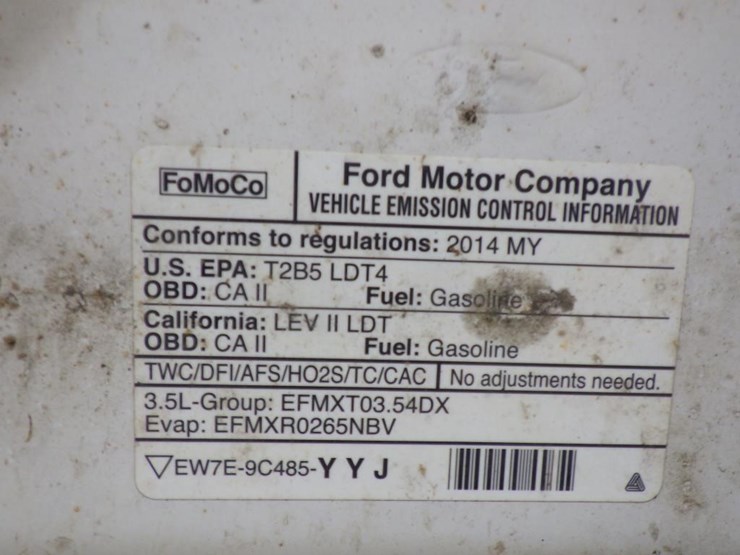 FoMoCo
Ford Motor Company
VEHICLE EMISSION CONTROL INFORMATION
Conforms to regulations: 2014 MY
U.S. EPA: T2B5 LDT4
OBD: CA II Fuel: Gasoline
California: LEV II LDT
OBD: CA II Fuel: Gasoline
TWC/DFI/AFS/HO2S/TC/CAC No adjustments needed.
3.5L-Group: EFMXT03.54DX
Evap: EFMXR0265NBV
EW7E-9C485-Y Y J